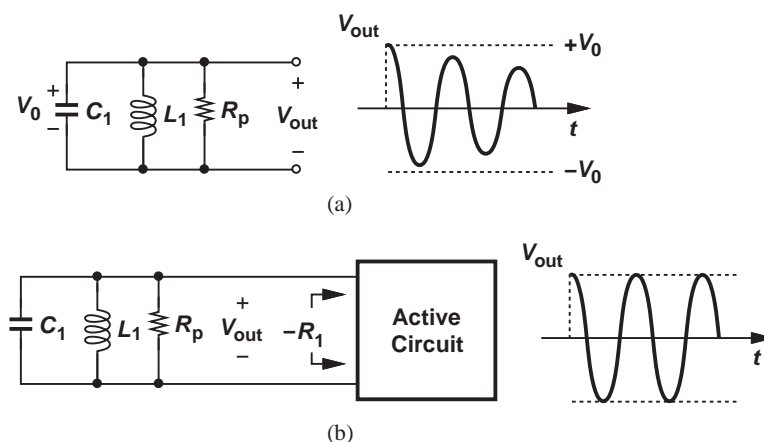 V₀ + − C₁ L₁ Rₚ + Vout −
Vout +V₀ −V₀ t
(a)
C₁ L₁ Rₚ + Vout − −R₁ Active Circuit
Vout t
(b)